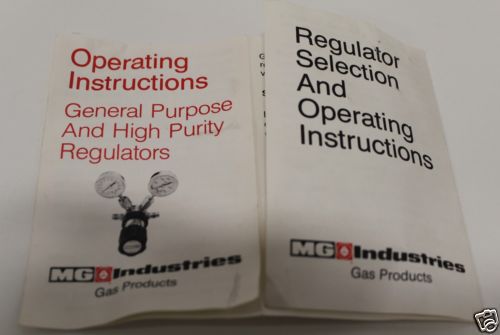 Operating
Instructions
General Purpose
And High Purity
Regulators
MG Industries
Gas Products
Regulator
Selection
And
Operating
Instructions
MG Industries
Gas Products